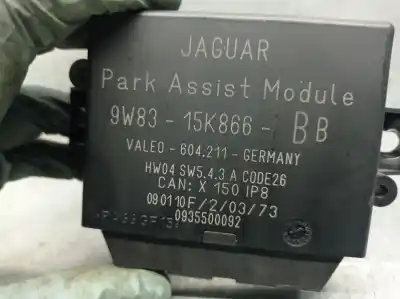 JAGUAR
Park Assist Module
9W83 - 15K866 - BB
VALEO - 604.211 - GERMANY
HW04 SW5.4.3 A CODE26
CAN: X 150 IP8
090110F/2/03/73
0935500092